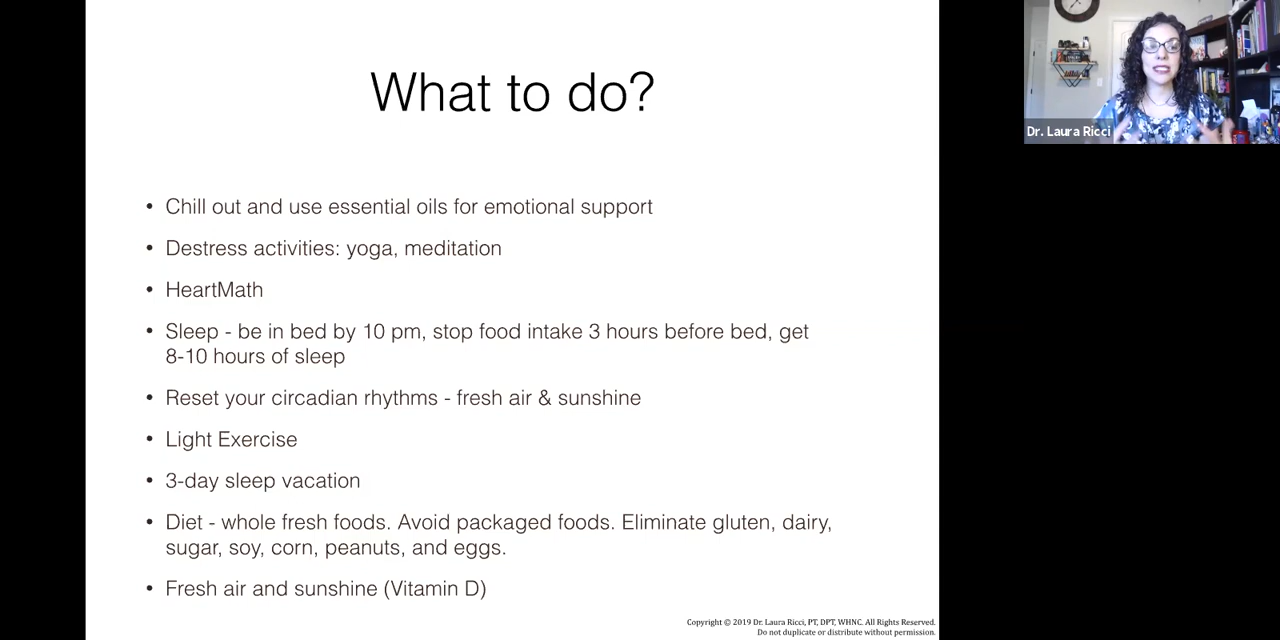 What to do?
• Chill out and use essential oils for emotional support
• Destress activities: yoga, meditation
• HeartMath
• Sleep - be in bed by 10 pm, stop food intake 3 hours before bed, get
8-10 hours of sleep
• Reset your circadian rhythms - fresh air & sunshine
• Light Exercise
• 3-day sleep vacation
• Diet - whole fresh foods. Avoid packaged foods. Eliminate gluten, dairy,
sugar, soy, corn, peanuts, and eggs.
• Fresh air and sunshine (Vitamin D)
Copyright © 2019 Dr. Laura Ricci, PT, DPT, WHNC. All Rights Reserved.
Do not duplicate or distribute without permission.
Dr. Laura Ricci